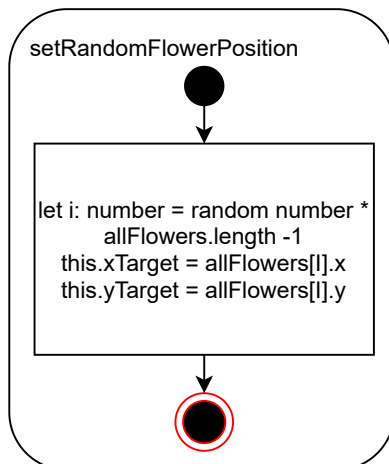 setRandomFlowerPosition
let i: number = random number *
allFlowers.length -1
this.xTarget = allFlowers[I].x
this.yTarget = allFlowers[I].y